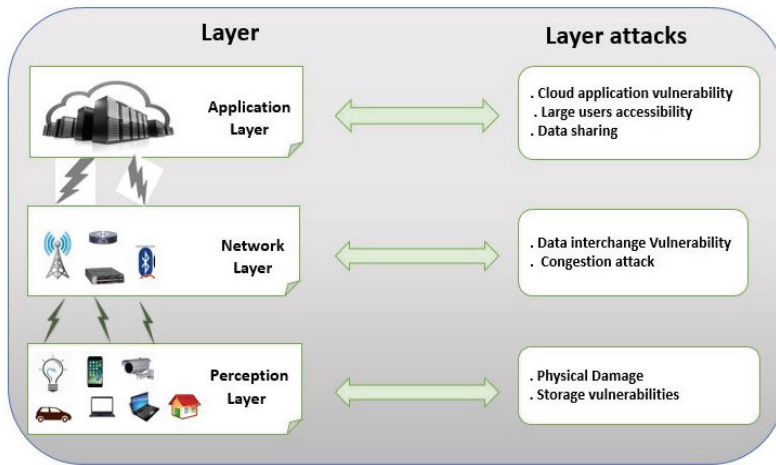 Layer
Layer attacks
Application
Layer
. Cloud application vulnerability
. Large users accessibility
. Data sharing
Network
Layer
. Data interchange Vulnerability
. Congestion attack
Perception
Layer
. Physical Damage
. Storage vulnerabilities